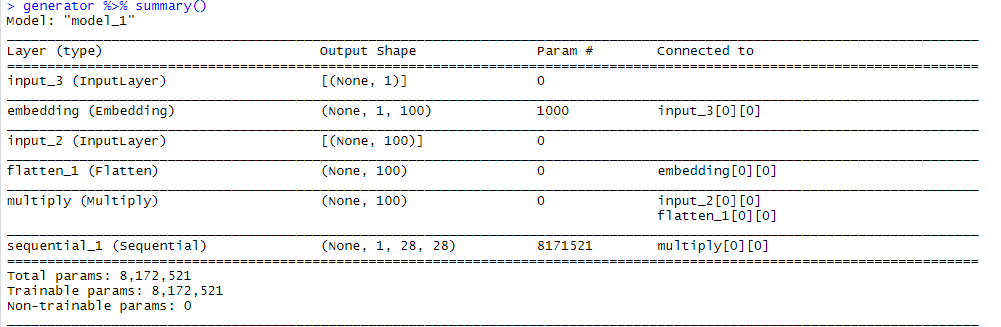 > generator %>% summary()
Model: "model_1"
Layer (type) Output Shape Param # Connected to
input_3 (InputLayer) [(None, 1)] 0
embedding (Embedding) (None, 1, 100) 1000 input_3[0][0]
input_2 (InputLayer) [(None, 100)] 0
flatten_1 (Flatten) (None, 100) 0 embedding[0][0]
multiply (Multiply) (None, 100) 0 input_2[0][0]
flatten_1[0][0]
sequential_1 (Sequential) (None, 1, 28, 28) 8171521 multiply[0][0]
Total params: 8,172,521
Trainable params: 8,172,521
Non-trainable params: 0